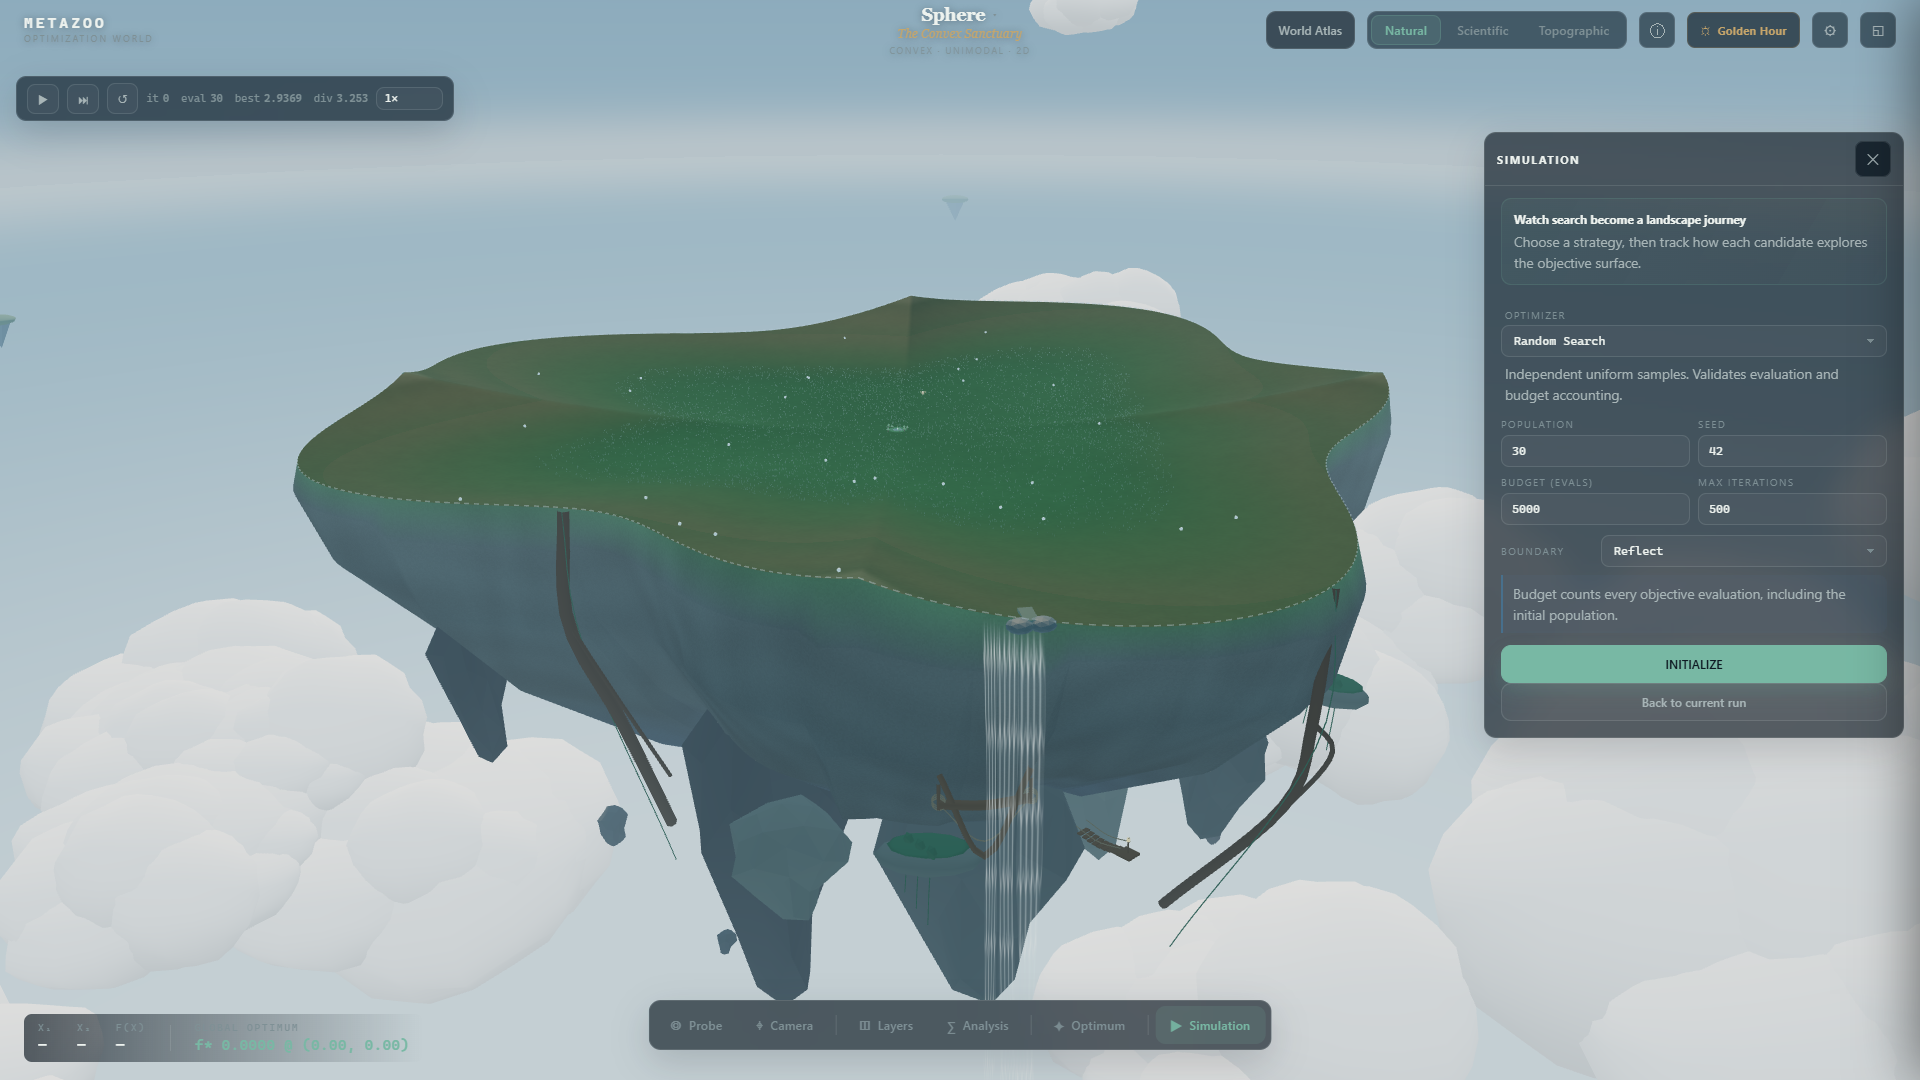 METAZOO
OPTIMIZATION WORLD
Sphere
The Convex Sanctuary
CONVEX · UNIMODAL · 2D
World Atlas
Natural
Scientific
Topographic
Golden Hour
it 0 eval 30 best 2.9369 div 3.253 1×
SIMULATION
Watch search become a landscape journey
Choose a strategy, then track how each candidate explores
the objective surface.
OPTIMIZER
Random Search
Independent uniform samples. Validates evaluation and
budget accounting.
POPULATION
SEED
30
42
BUDGET (EVALS)
MAX ITERATIONS
5000
500
BOUNDARY
Reflect
Budget counts every objective evaluation, including the
initial population.
INITIALIZE
Back to current run
F(X)
OPTIMUM
f★ 0.0000 @ (0.00, 0.00)
Probe
Camera
Layers
Analysis
Optimum
Simulation